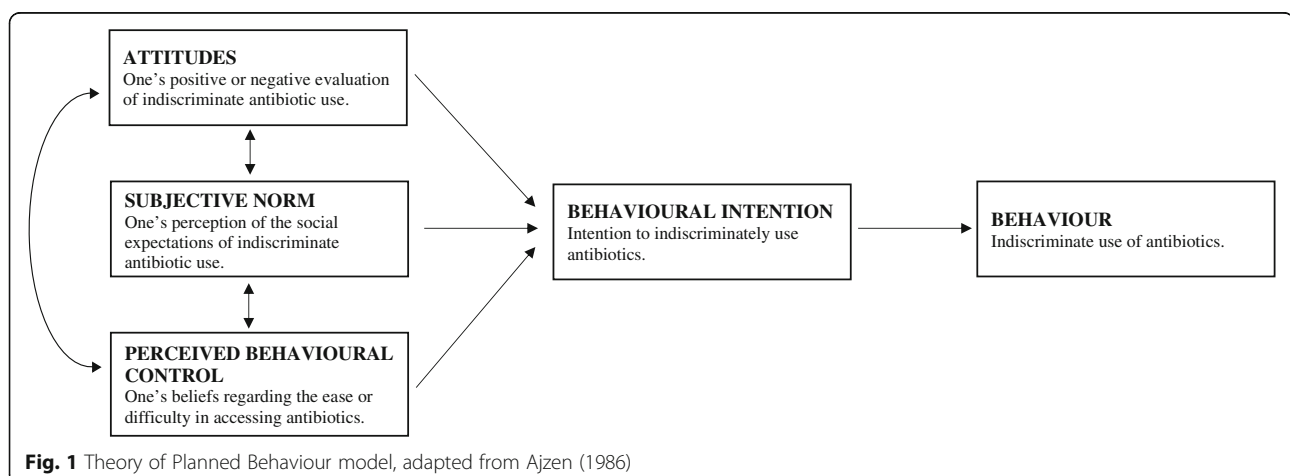 ATTITUDES
One's positive or negative evaluation
of indiscriminate antibiotic use.
SUBJECTIVE NORM
One's perception of the social
expectations of indiscriminate
antibiotic use.
PERCEIVED BEHAVIOURAL
CONTROL
One's beliefs regarding the ease or
difficulty in accessing antibiotics.
BEHAVIOURAL INTENTION
Intention to indiscriminately use
antibiotics.
BEHAVIOUR
Indiscriminate use of antibiotics.
Fig. 1 Theory of Planned Behaviour model, adapted from Ajzen (1986)